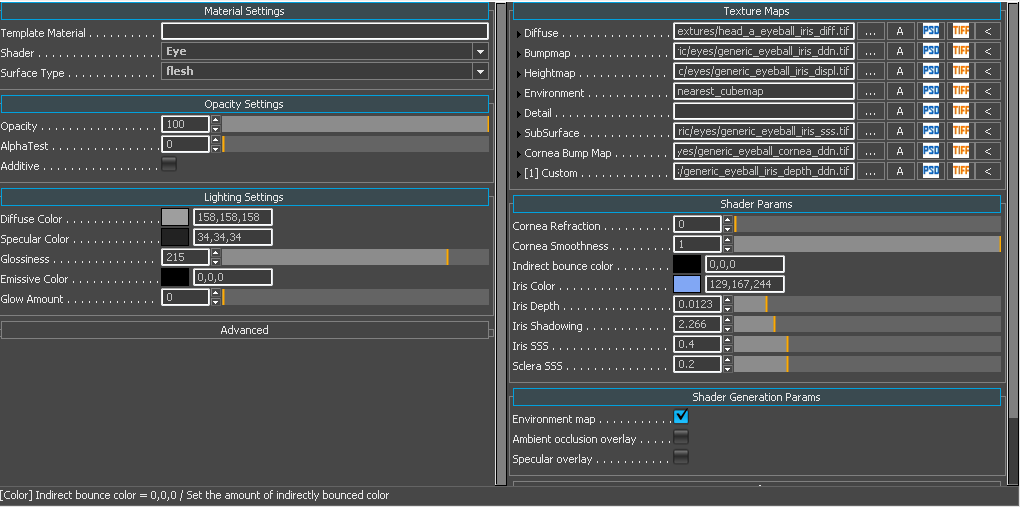 Material Settings
Template Material
Shader Eye
Surface Type flesh
Opacity Settings
Opacity 100
AlphaTest 0
Additive
Lighting Settings
Diffuse Color 158,158,158
Specular Color 34,34,34
Glossiness 215
Emissive Color 0,0,0
Glow Amount 0
Advanced
Texture Maps
Diffuse extures/head_a_eyeball_iris_diff.tif ... A PSD TIFF <
Bumpmap ric/eyes/generic_eyeball_iris_ddn.tif ... A PSD TIFF <
Heightmap c/eyes/generic_eyeball_iris_displ.tif ... A PSD TIFF <
Environment nearest_cubemap ... A PSD TIFF <
Detail ... A PSD TIFF <
SubSurface ric/eyes/generic_eyeball_iris_sss.tif ... A PSD TIFF <
Cornea Bump Map yes/generic_eyeball_cornea_ddn.tif ... A PSD TIFF <
[1] Custom ./generic_eyeball_iris_depth_ddn.tif ... A PSD TIFF <
Shader Params
Cornea Refraction 0
Cornea Smoothness 1
Indirect bounce color 0,0,0
Iris Color 129,167,244
Iris Depth 0.0123
Iris Shadowing 2.266
Iris SSS 0.4
Sclera SSS 0.2
Shader Generation Params
Environment map
Ambient occlusion overlay
Specular overlay
[Color] Indirect bounce color = 0,0,0 / Set the amount of indirectly bounced color